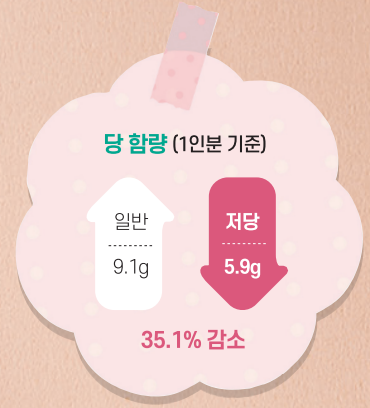 당 함량 (1인분 기준)
일반
9.1g
저당
5.9g
35.1% 감소